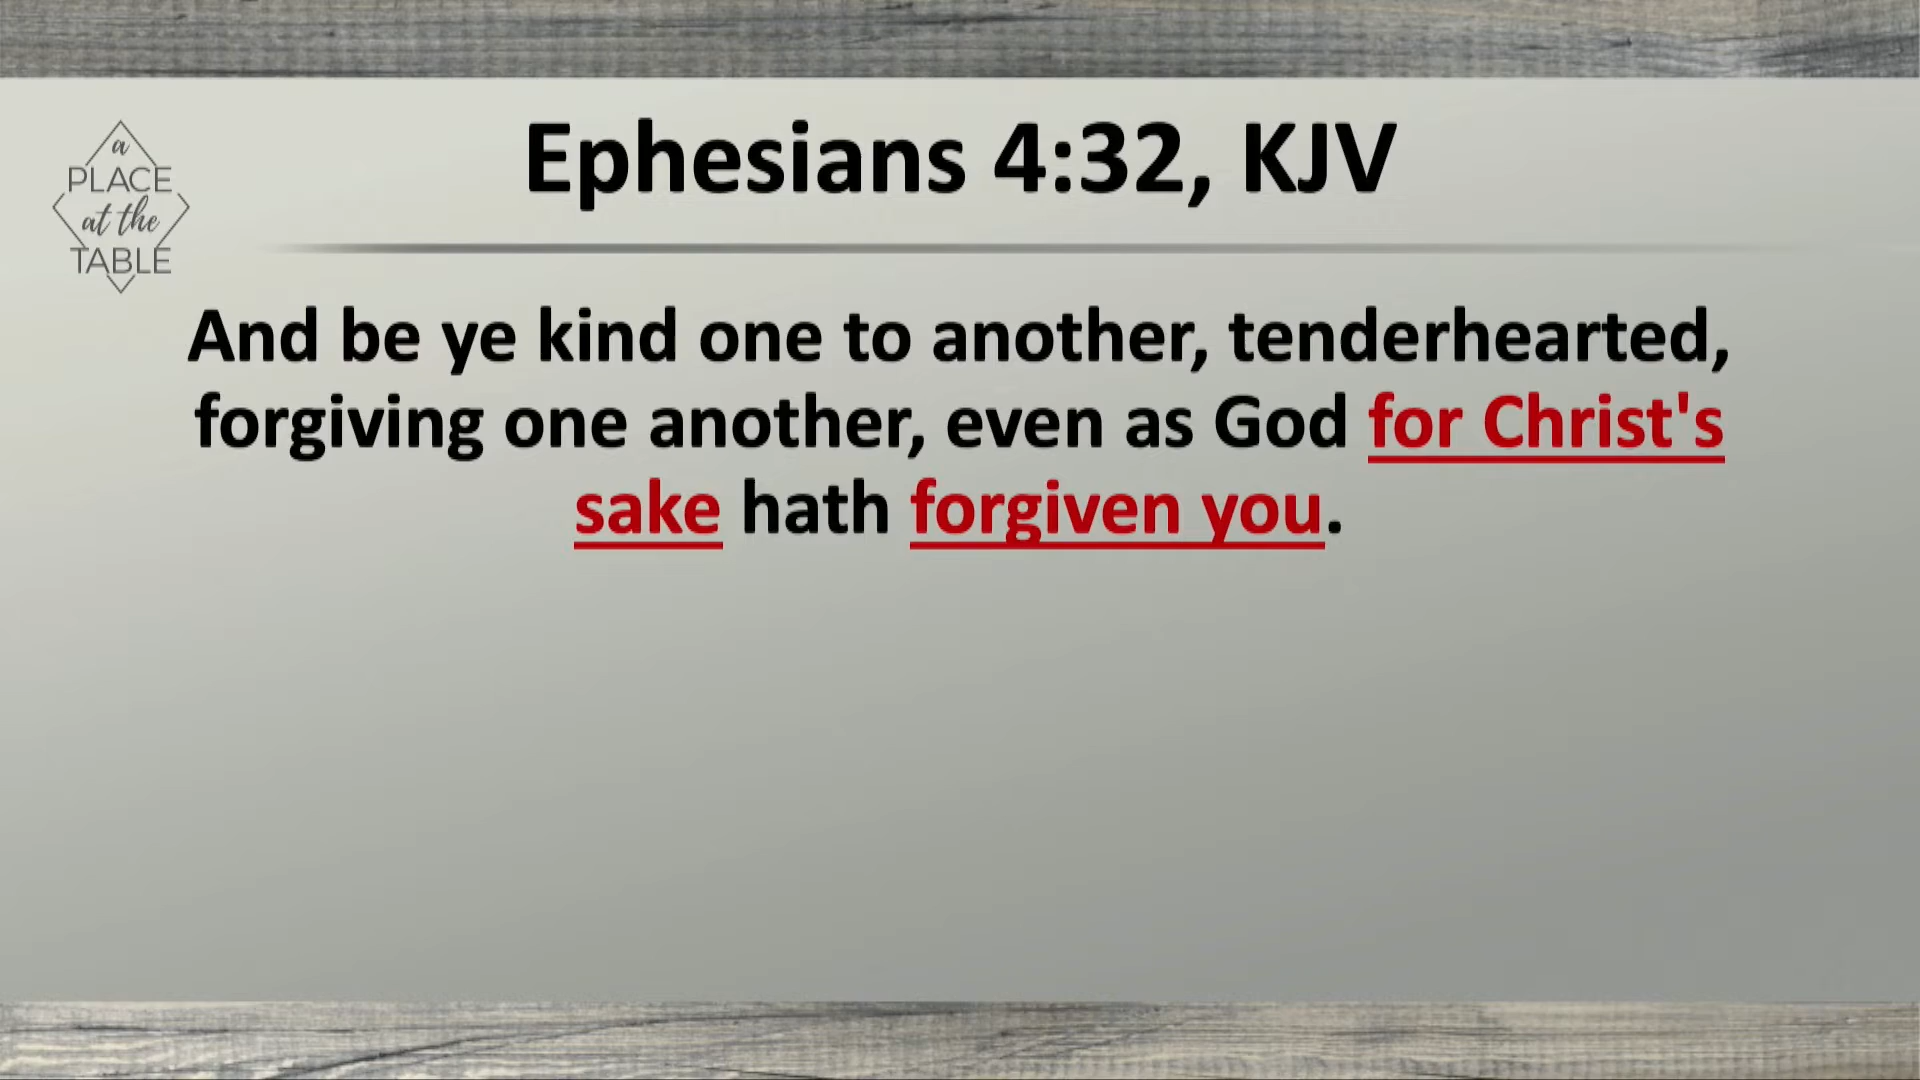 a
PLACE
at the
TABLE
Ephesians 4:32, KJV
And be ye kind one to another, tenderhearted,
forgiving one another, even as God for Christ's
sake hath forgiven you.